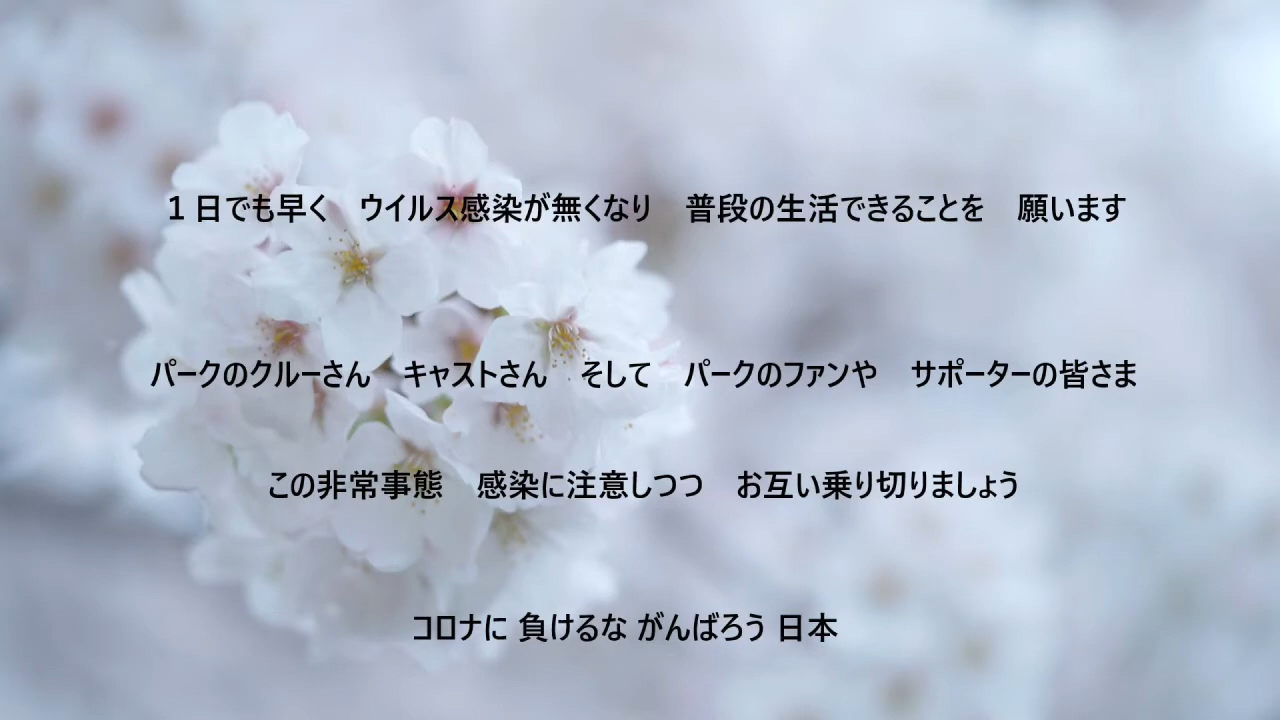 1日でも早く　ウイルス感染が無くなり　普段の生活できることを　願います
パークのクルーさん　キャストさん　そして　パークのファンや　サポーターの皆さま
この非常事態　感染に注意しつつ　お互い乗り切りましょう
コロナに 負けるな がんばろう 日本